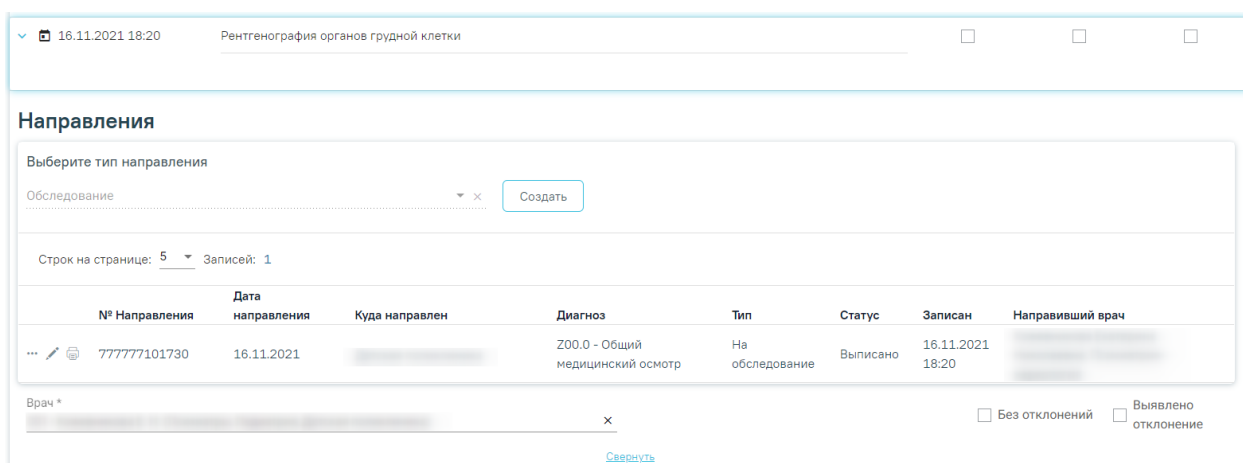 16.11.2021 18:20 Рентгенография органов грудной клетки
Направления
Выберите тип направления
Обследование
Создать
Строк на странице: 5 Записей: 1
Дата
№ Направления направления Куда направлен Диагноз Тип Статус Записан Направивший врач
777777101730 16.11.2021 Z00.0 - Общий медицинский осмотр На обследование Выписано 16.11.2021 18:20
Врач *
Без отклонений Выявлено отклонение
Свернуть